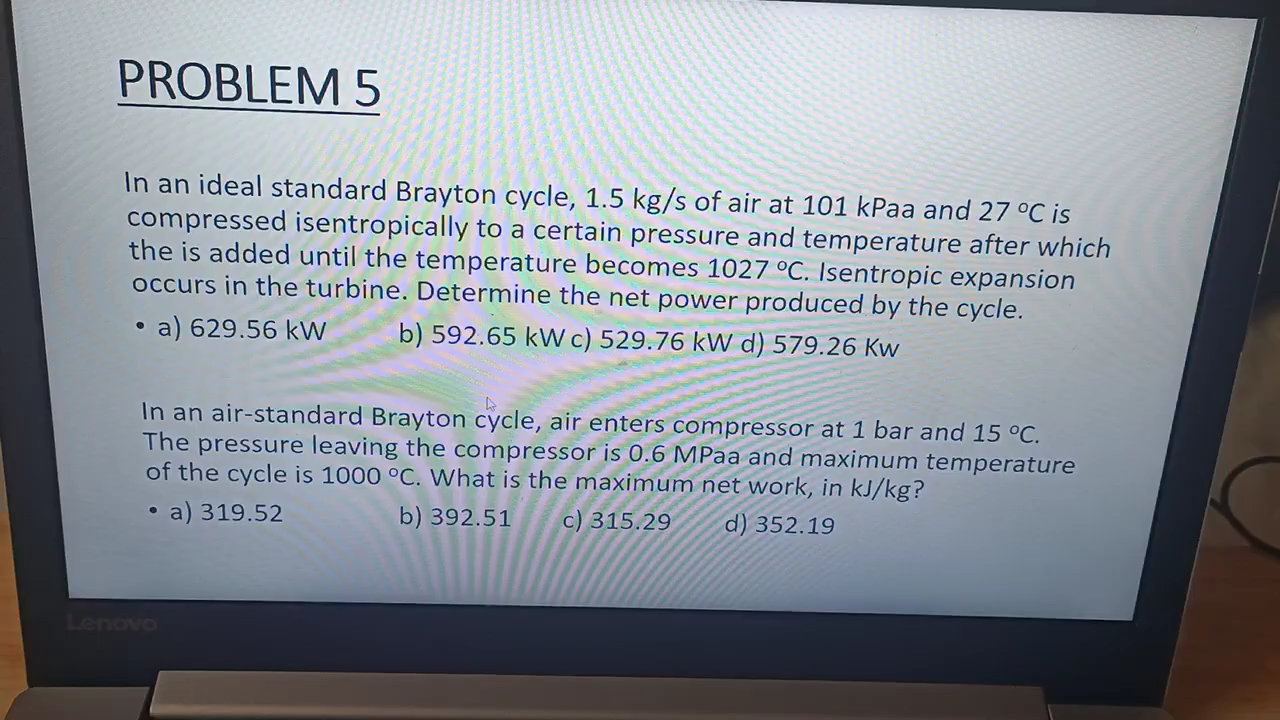 PROBLEM 5
In an ideal standard Brayton cycle, 1.5 kg/s of air at 101 kPaa and 27 ºC is
compressed isentropically to a certain pressure and temperature after which
the is added until the temperature becomes 1027 ºC. Isentropic expansion
occurs in the turbine. Determine the net power produced by the cycle.
• a) 629.56 kW b) 592.65 kW c) 529.76 kW d) 579.26 Kw
In an air-standard Brayton cycle, air enters compressor at 1 bar and 15 ºC.
The pressure leaving the compressor is 0.6 MPaa and maximum temperature
of the cycle is 1000 ºC. What is the maximum net work, in kJ/kg?
• a) 319.52 b) 392.51 c) 315.29 d) 352.19
Lenovo